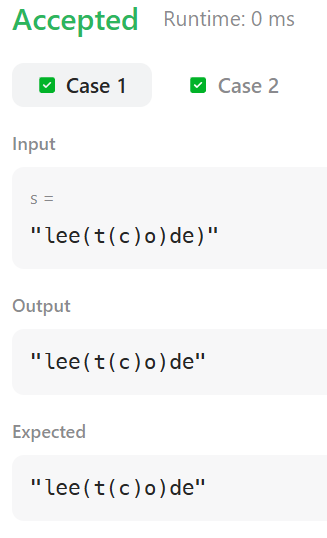 Accepted Runtime: 0 ms
Case 1 Case 2
Input
s =
"lee(t(c)o)de)"
Output
"lee(t(c)o)de"
Expected
"lee(t(c)o)de"